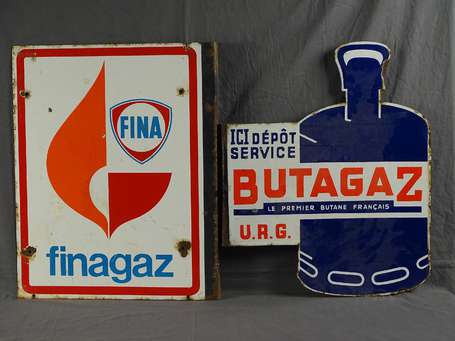 FINA
finagaz
ICI DÉPÔT
SERVICE
BUTAGAZ
LE PREMIER BUTANE FRANÇAIS
U.R.G.